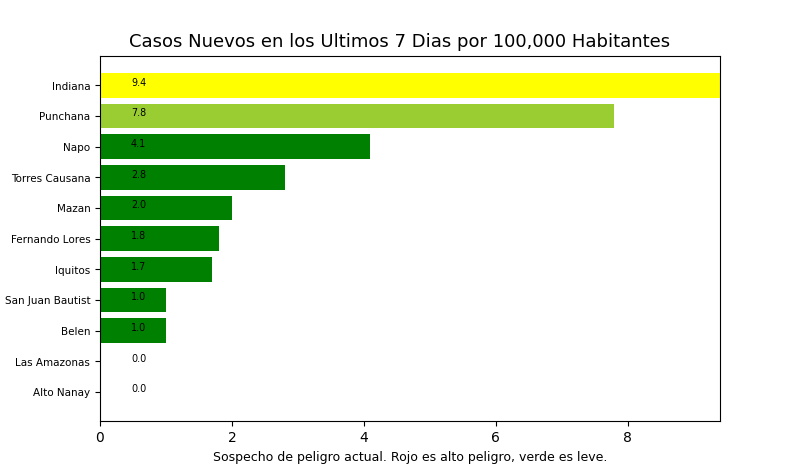 Casos Nuevos en los Ultimos 7 Dias por 100,000 Habitantes
Indiana 9.4
Punchana 7.8
Napo 4.1
Torres Causana 2.8
Mazan 2.0
Fernando Lores 1.8
Iquitos 1.7
San Juan Bautist 1.0
Belen 1.0
Las Amazonas 0.0
Alto Nanay 0.0
0 2 4 6 8
Sospecho de peligro actual. Rojo es alto peligro, verde es leve.